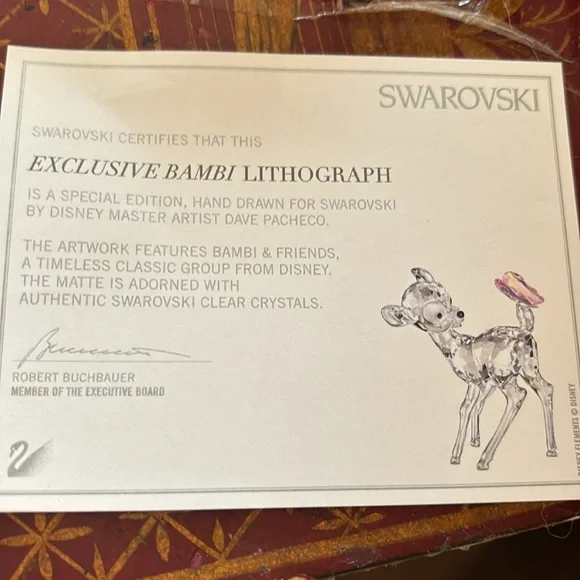 SWAROVSKI
SWAROVSKI CERTIFIES THAT THIS
EXCLUSIVE BAMBI LITHOGRAPH
IS A SPECIAL EDITION, HAND DRAWN FOR SWAROVSKI
BY DISNEY MASTER ARTIST DAVE PACHECO.
THE ARTWORK FEATURES BAMBI & FRIENDS,
A TIMELESS CLASSIC GROUP FROM DISNEY.
THE MATTE IS ADORNED WITH
AUTHENTIC SWAROVSKI CLEAR CRYSTALS.
ROBERT BUCHBAUER
MEMBER OF THE EXECUTIVE BOARD
ELEMENTS © DISNEY